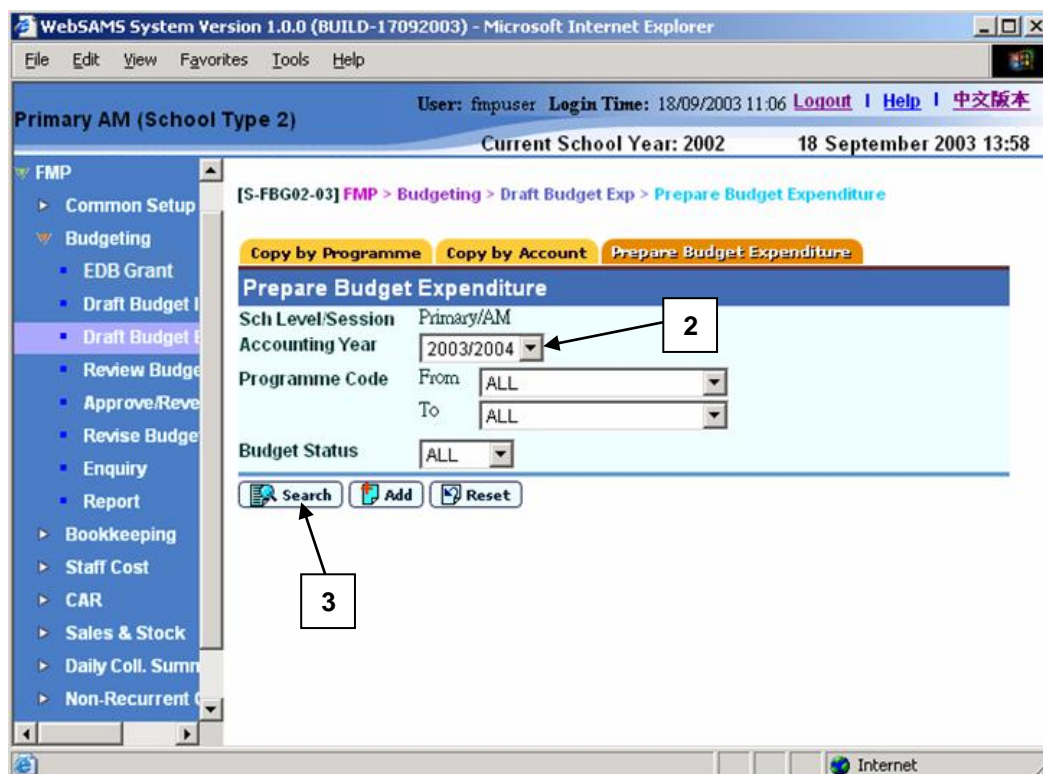 WebSAMS System Version 1.0.0 (BUILD-17092003) - Microsoft Internet Explorer
File Edit View Favorites Tools Help
Primary AM (School Type 2)
User: fmpuser Login Time: 18/09/2003 11:06 Logout | Help | 中文版本
Current School Year: 2002 18 September 2003 13:58
FMP
Common Setup
Budgeting
EDB Grant
Draft Budget I
Draft Budget E
Review Budge
Approve/Reve
Revise Budge
Enquiry
Report
Bookkeeping
Staff Cost
CAR
Sales & Stock
Daily Coll. Summ
Non-Recurrent C
[S-FBG02-03] FMP > Budgeting > Draft Budget Exp > Prepare Budget Expenditure
Copy by Programme Copy by Account Prepare Budget Expenditure
Prepare Budget Expenditure
Sch Level/Session Primary/AM
Accounting Year 2003/2004
2
Programme Code From ALL
To ALL
Budget Status ALL
Search Add Reset
3
Internet